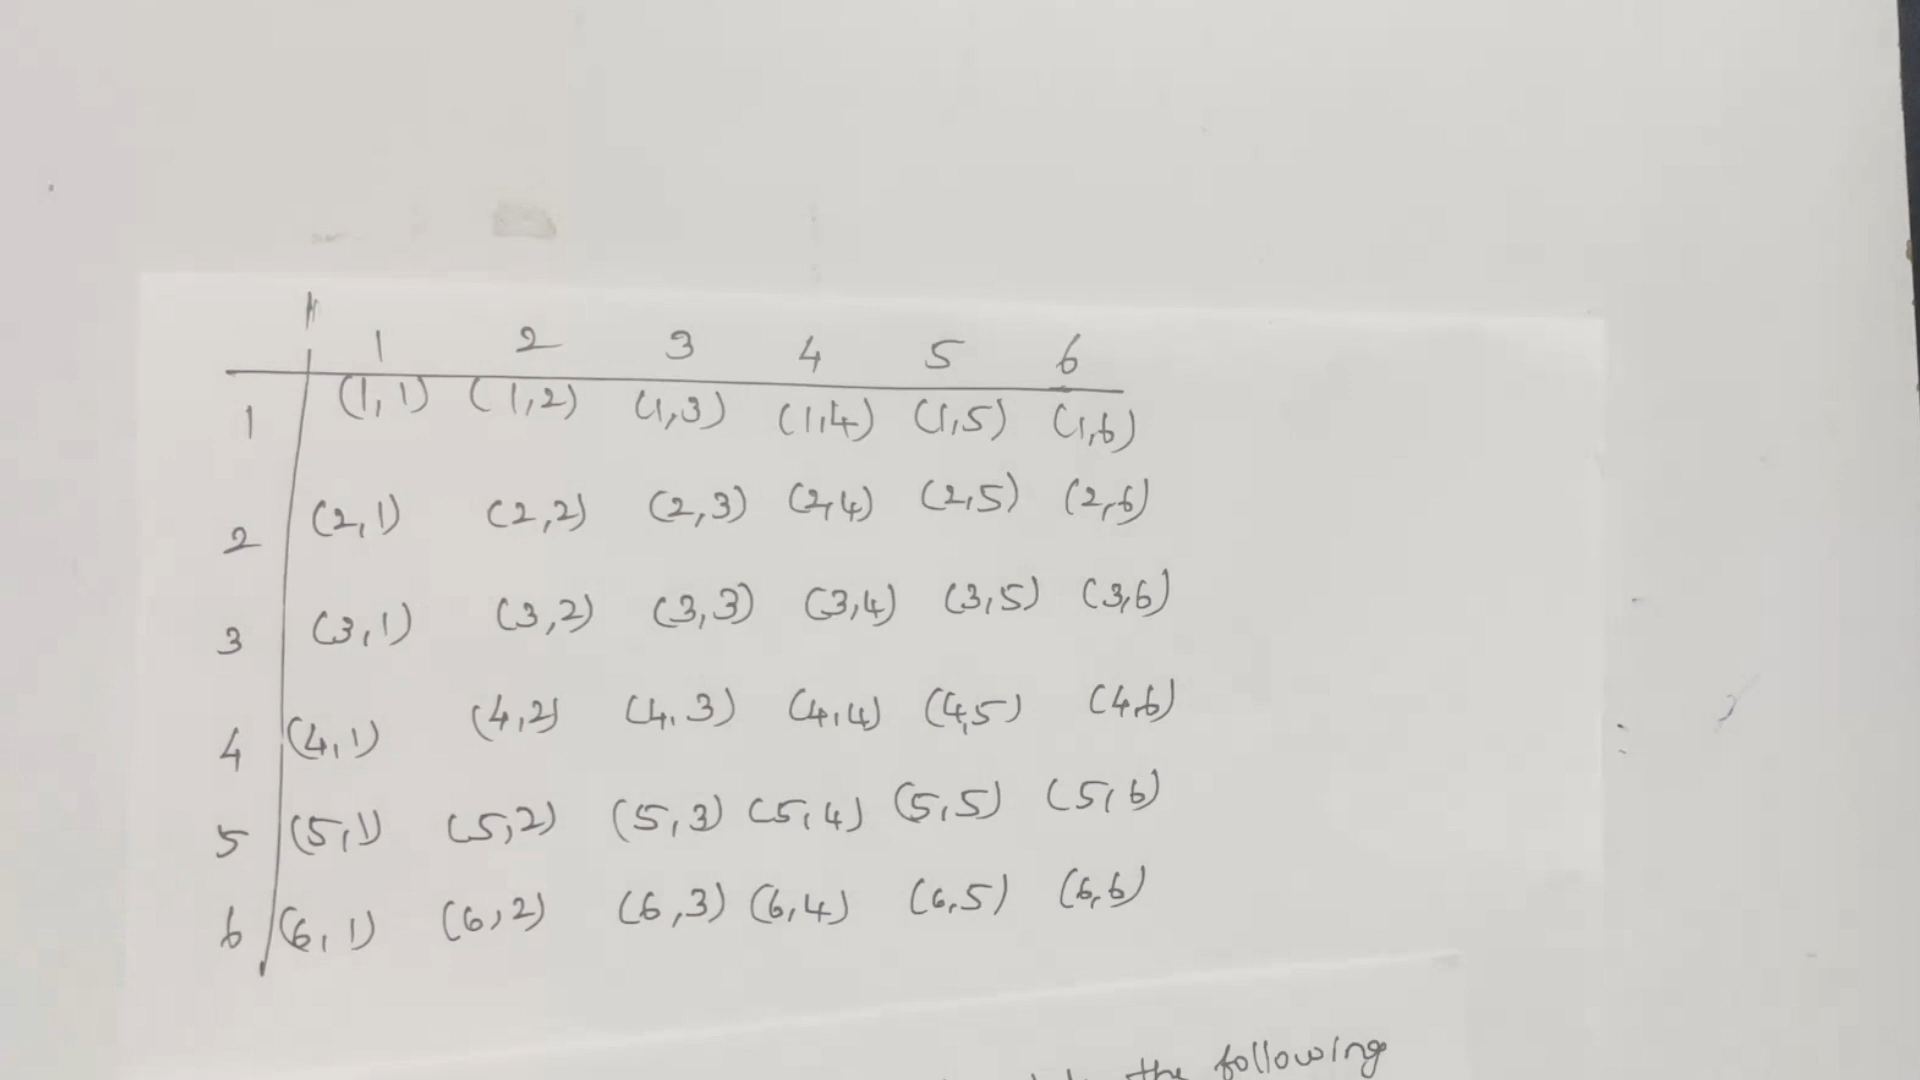 1 2 3 4 5 6
1 (1,1) (1,2) (1,3) (1,4) (1,5) (1,6)
2 (2,1) (2,2) (2,3) (2,4) (2,5) (2,6)
3 (3,1) (3,2) (3,3) (3,4) (3,5) (3,6)
4 (4,1) (4,2) (4,3) (4,4) (4,5) (4,6)
5 (5,1) (5,2) (5,3) (5,4) (5,5) (5,6)
6 (6,1) (6,2) (6,3) (6,4) (6,5) (6,6)
the following